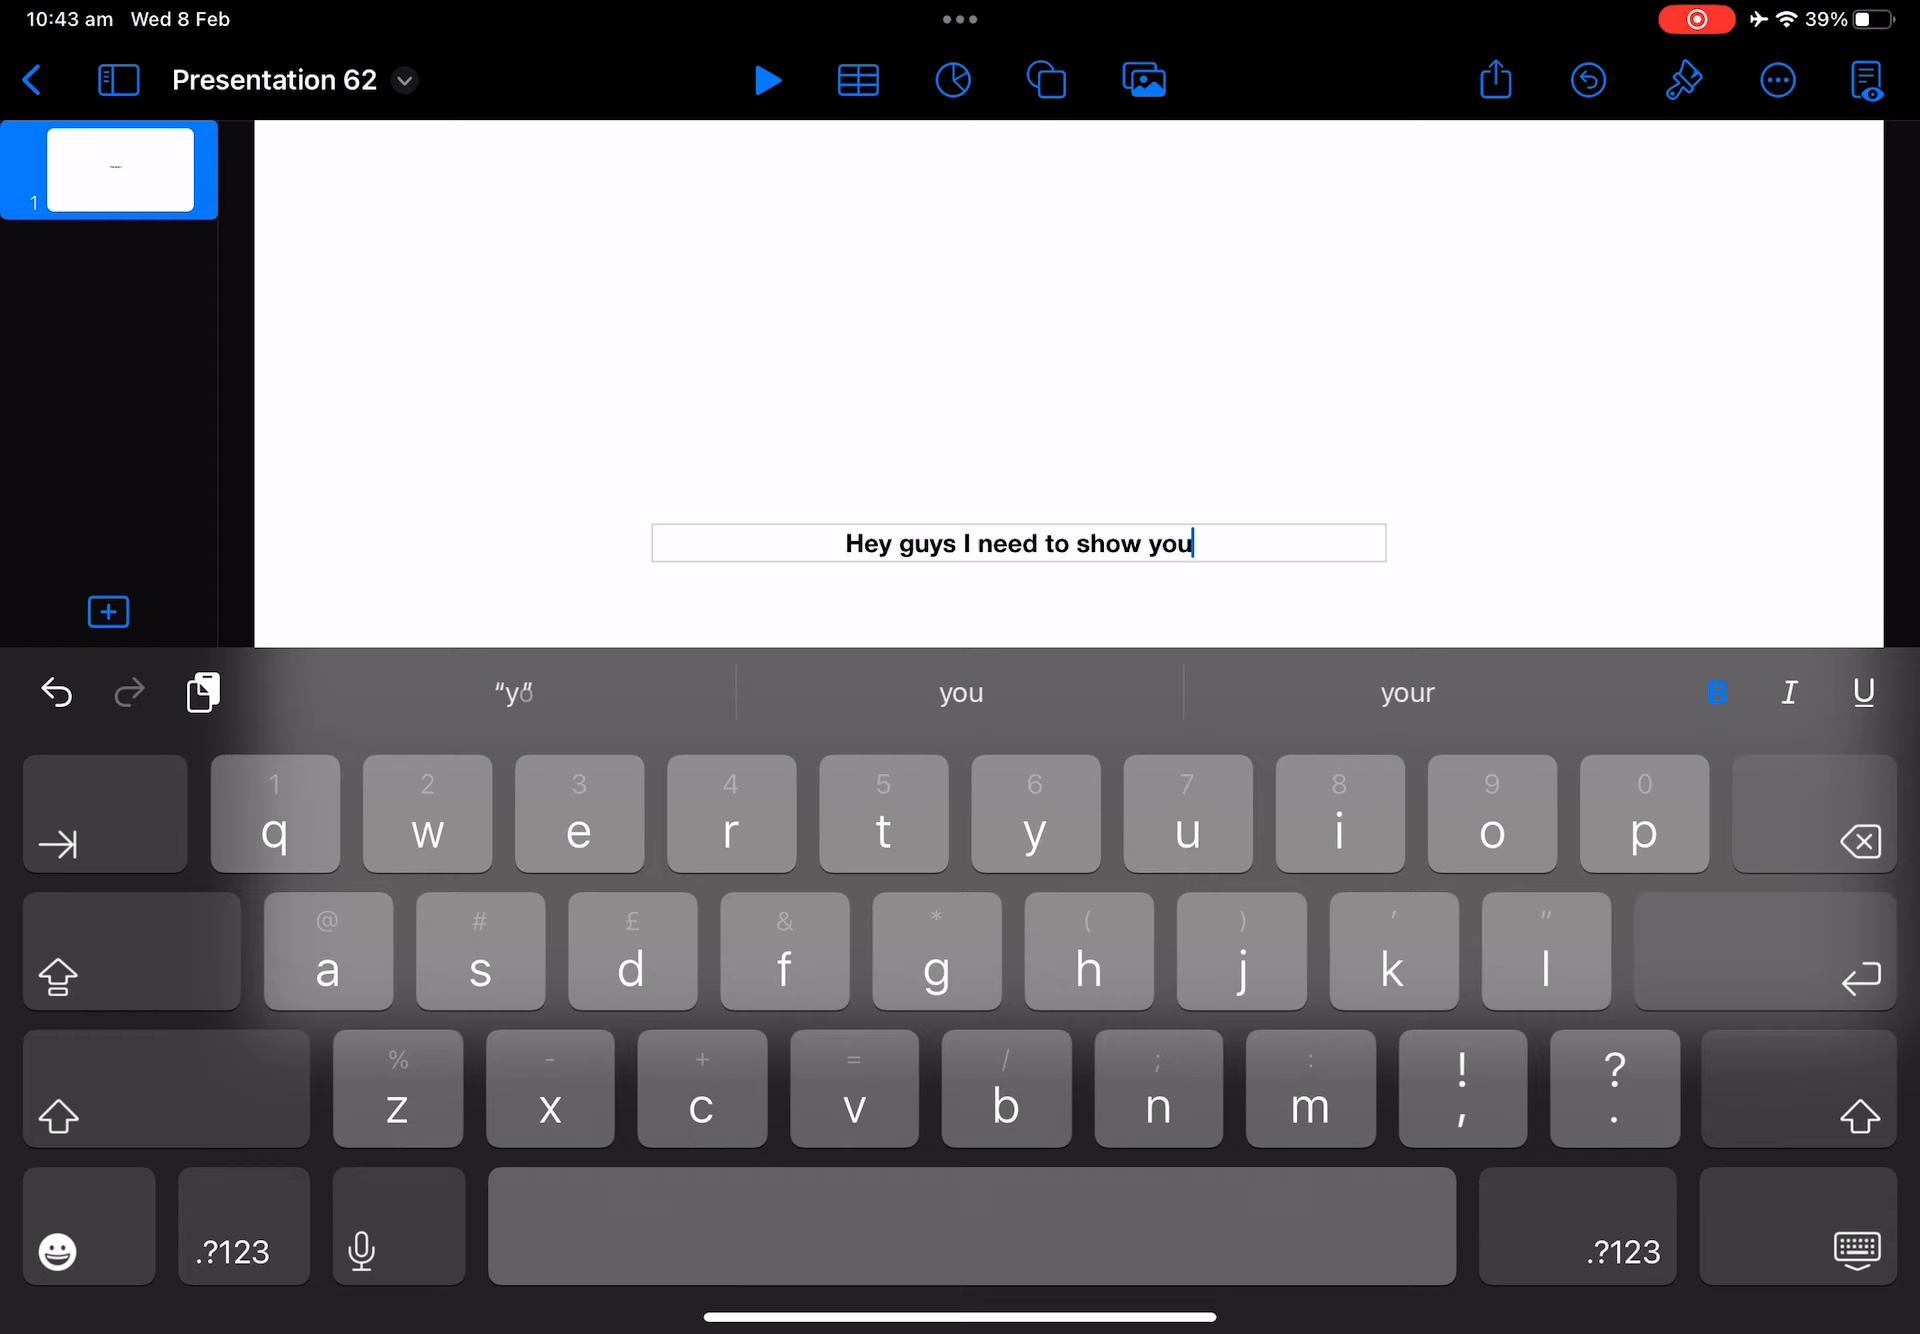 10:43 am Wed 8 Feb
39%
Presentation 62
1
Hey guys I need to show you
you
your
B I U
1 2 3 4 5 6 7 8 9 0
q w e r t y u i o p
@ # £ & * ( ) ' "
a s d f g h j k l
% - + = / ; : ! ?
z x c v b n m , .
.?123 .?123